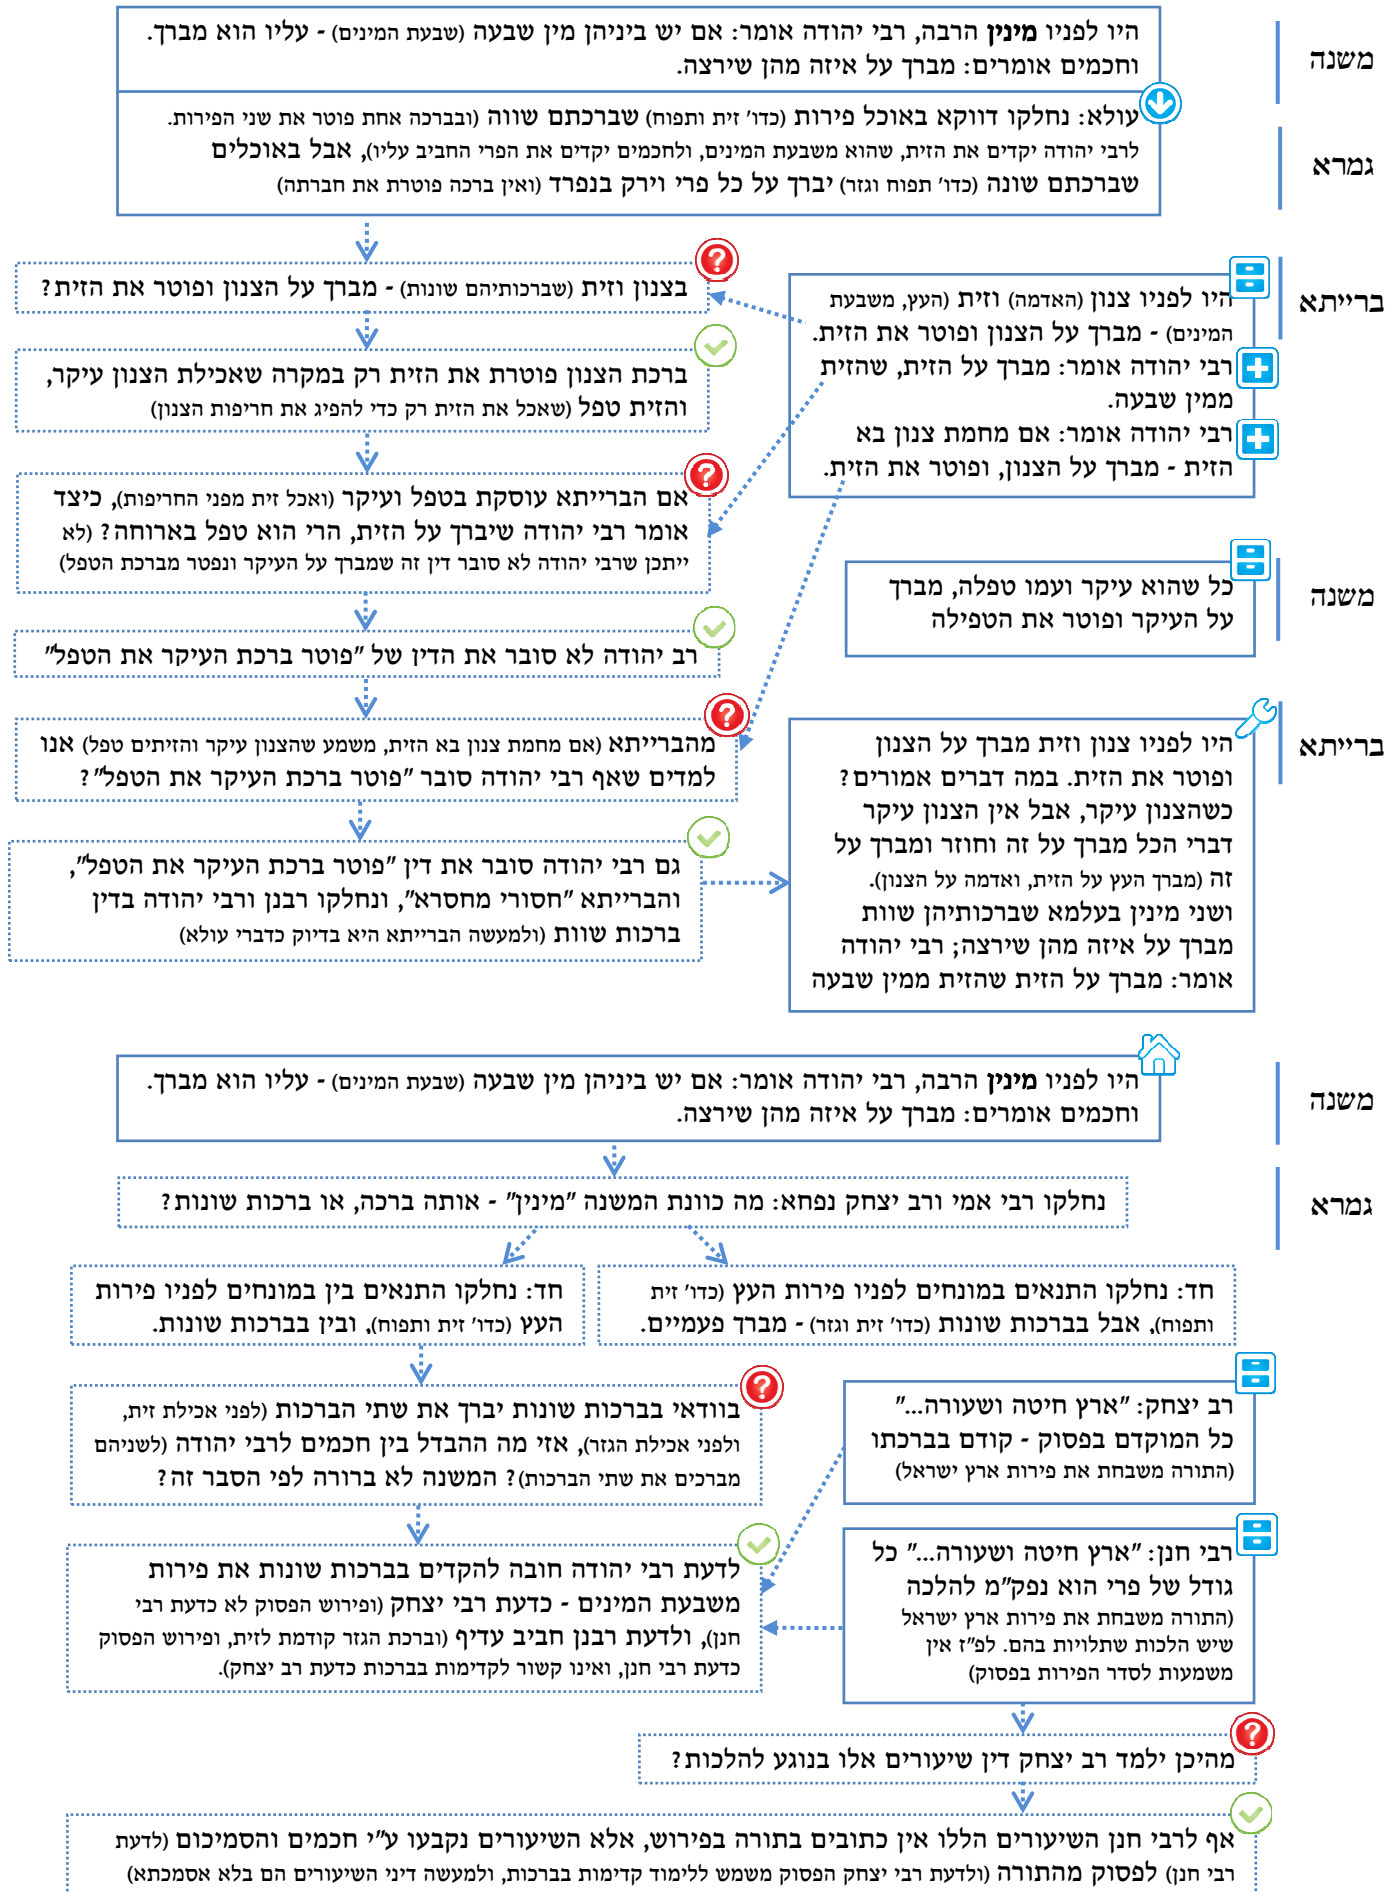 משנה
היו לפניו מינין הרבה, רבי יהודה אומר: אם יש ביניהן מין שבעה (שבעת המינים) - עליו הוא מברך.
וחכמים אומרים: מברך על איזה מהן שירצה.
גמרא
עולא: נחלקו דווקא באוכל פירות (כדו' זית ותפוח) שברכתם שווה (ובברכה אחת פוטר את שני הפירות.
לרבי יהודה יקדים את הזית, שהוא משבעת המינים, ולחכמים יקדים את הפרי החביב עליו), אבל באוכלים
שברכתם שונה (כדו' תפוח וגזר) יברך על כל פרי וירק בנפרד (ואין ברכה פוטרת את חברתה)
ברייתא
היו לפניו צנון (האדמה) וזית (העץ, משבעת
המינים) - מברך על הצנון ופוטר את הזית.
רבי יהודה אומר: מברך על הזית, שהזית
ממין שבעה.
רבי יהודה אומר: אם מחמת צנון בא
הזית - מברך על הצנון, ופוטר את הזית.
בצנון וזית (שברכותיהם שונות) - מברך על הצנון ופוטר את הזית?
ברכת הצנון פוטרת את הזית רק במקרה שאכילת הצנון עיקר,
והזית טפל (שאכל את הזית רק כדי להפיג את חריפות הצנון)
אם הברייתא עוסקת בטפל ועיקר (ואכל זית מפני החריפות), כיצד
אומר רבי יהודה שיברך על הזית, הרי הוא טפל בארוחה? (לא
ייתכן שרבי יהודה לא סובר דין זה שמברך על העיקר ונפטר מברכת הטפל)
משנה
כל שהוא עיקר ועמו טפלה, מברך
על העיקר ופוטר את הטפילה
רב יהודה לא סובר את הדין של "פוטר ברכת העיקר את הטפל"
מהברייתא (אם מחמת צנון בא הזית, משמע שהצנון עיקר והזיתים טפל) אנו
למדים שאף רבי יהודה סובר "פוטר ברכת העיקר את הטפל"?
גם רבי יהודה סובר את דין "פוטר ברכת העיקר את הטפל",
והברייתא "חסורי מחסרא", ונחלקו רבנן ורבי יהודה בדין
ברכות שוות (ולמעשה הברייתא היא בדיוק כדברי עולא)
ברייתא
היו לפניו צנון וזית מברך על הצנון
ופוטר את הזית. במה דברים אמורים?
כשהצנון עיקר, אבל אין הצנון עיקר
דברי הכל מברך על זה וחוזר ומברך על
זה (מברך העץ על הזית, ואדמה על הצנון).
ושני מינין בעלמא שברכותיהן שוות
מברך על איזה מהן שירצה; רבי יהודה
אומר: מברך על הזית שהזית ממין שבעה
משנה
היו לפניו מינין הרבה, רבי יהודה אומר: אם יש ביניהן מין שבעה (שבעת המינים) - עליו הוא מברך.
וחכמים אומרים: מברך על איזה מהן שירצה.
גמרא
נחלקו רבי אמי ורב יצחק נפחא: מה כוונת המשנה "מינין" - אותה ברכה, או ברכות שונות?
חד: נחלקו התנאים במונחים לפניו פירות העץ (כדו' זית
ותפוח), אבל בברכות שונות (כדו' זית וגזר) - מברך פעמיים.
חד: נחלקו התנאים בין במונחים לפניו פירות
העץ (כדו' זית ותפוח), ובין בברכות שונות.
בוודאי בברכות שונות יברך את שתי הברכות (לפני אכילת זית,
ולפני אכילת הגזר), אזי מה ההבדל בין חכמים לרבי יהודה (לשניהם
מברכים את שתי הברכות)? המשנה לא ברורה לפי הסבר זה?
רב יצחק: "ארץ חיטה ושעורה..."
כל המוקדם בפסוק - קודם בברכתו
(התורה משבחת את פירות ארץ ישראל)
רבי חנן: "ארץ חיטה ושעורה..." כל
גודל של פרי הוא נפק"מ להלכה
(התורה משבחת את פירות ארץ ישראל
שיש הלכות שתלויות בהם. לפ"ז אין
משמעות לסדר הפירות בפסוק)
לדעת רבי יהודה חובה להקדים בברכות שונות את פירות
משבעת המינים - כדעת רבי יצחק (ופירוש הפסוק לא כדעת רבי
חנן), ולדעת רבנן חביב עדיף (וברכת הגזר קודמת לזית, ופירוש הפסוק
כדעת רבי חנן, ואינו קשור לקדימות בברכות כדעת רב יצחק).
מהיכן ילמד רב יצחק דין שיעורים אלו בנוגע להלכות?
אף לרבי חנן השיעורים הללו אין כתובים בתורה בפירוש, אלא השיעורים נקבעו ע"י חכמים והסמיכום (לדעת
רבי חנן) לפסוק מהתורה (ולדעת רבי יצחק הפסוק משמש ללימוד קדימות בברכות, ולמעשה דיני השיעורים הם בלא אסמכתא)